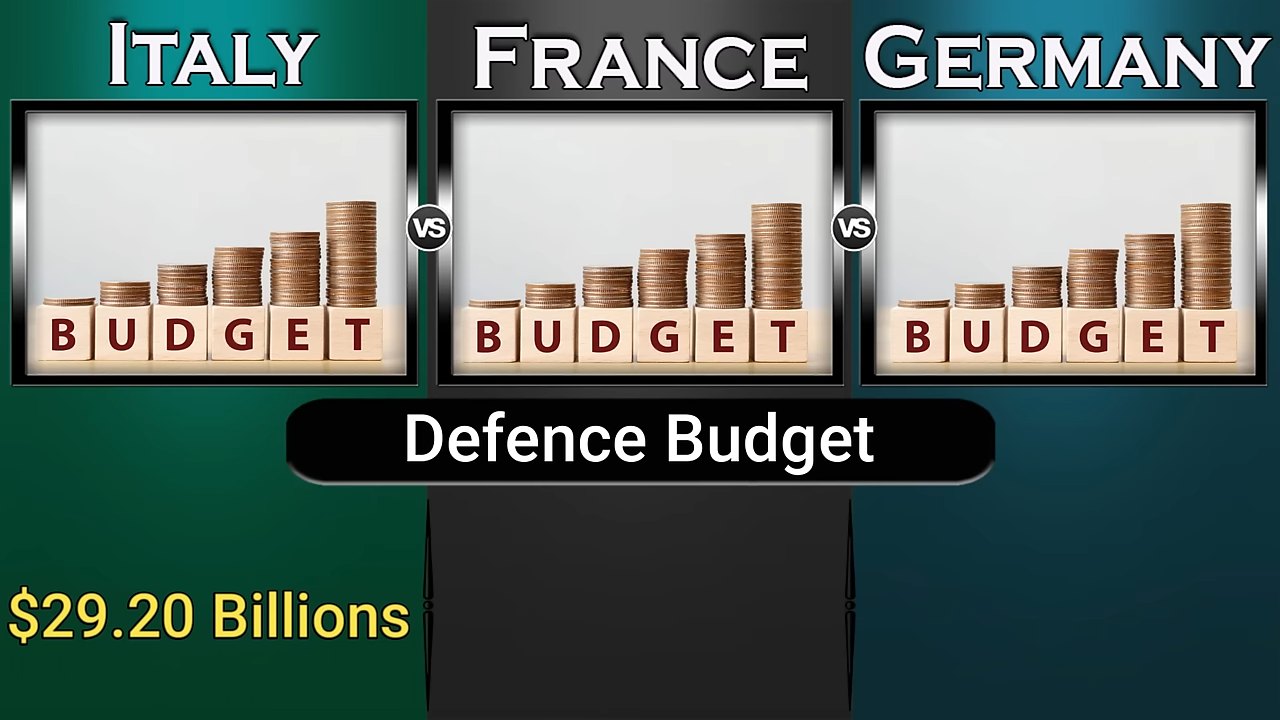 ITALY
FRANCE
GERMANY
BUDGET
VS
BUDGET
VS
BUDGET
Defence Budget
$29.20 Billions